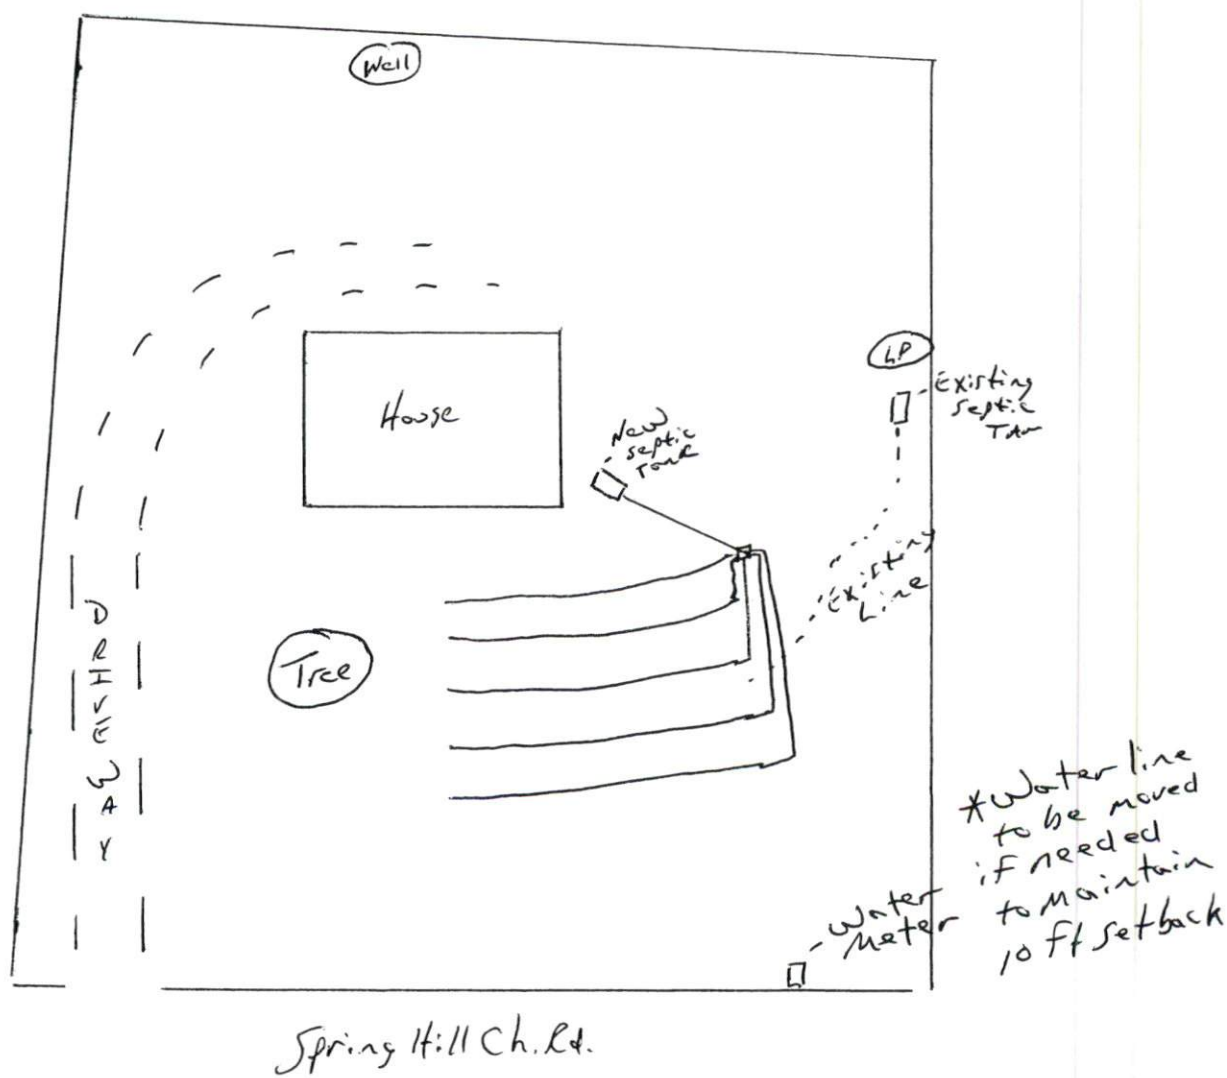 Well
LP
Existing
Septic
House
New
Septic
Tank
Existing
Line
DRIVEWAY
Tree
*Water line
to be moved
if needed
to maintain
10 ft setback
Water
Meter
Spring Hill Ch. Rd.